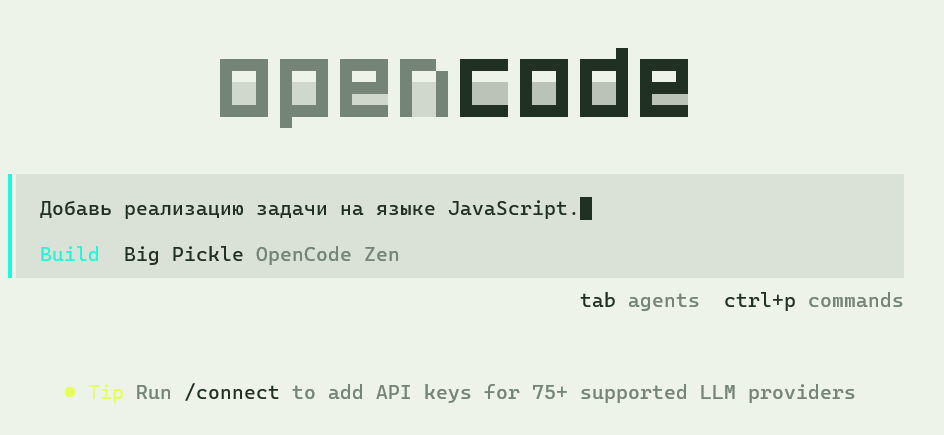 opencode
Добавь реализацию задачи на языке JavaScript.
Build Big Pickle OpenCode Zen
tab agents ctrl+p commands
● Tip Run /connect to add API keys for 75+ supported LLM providers